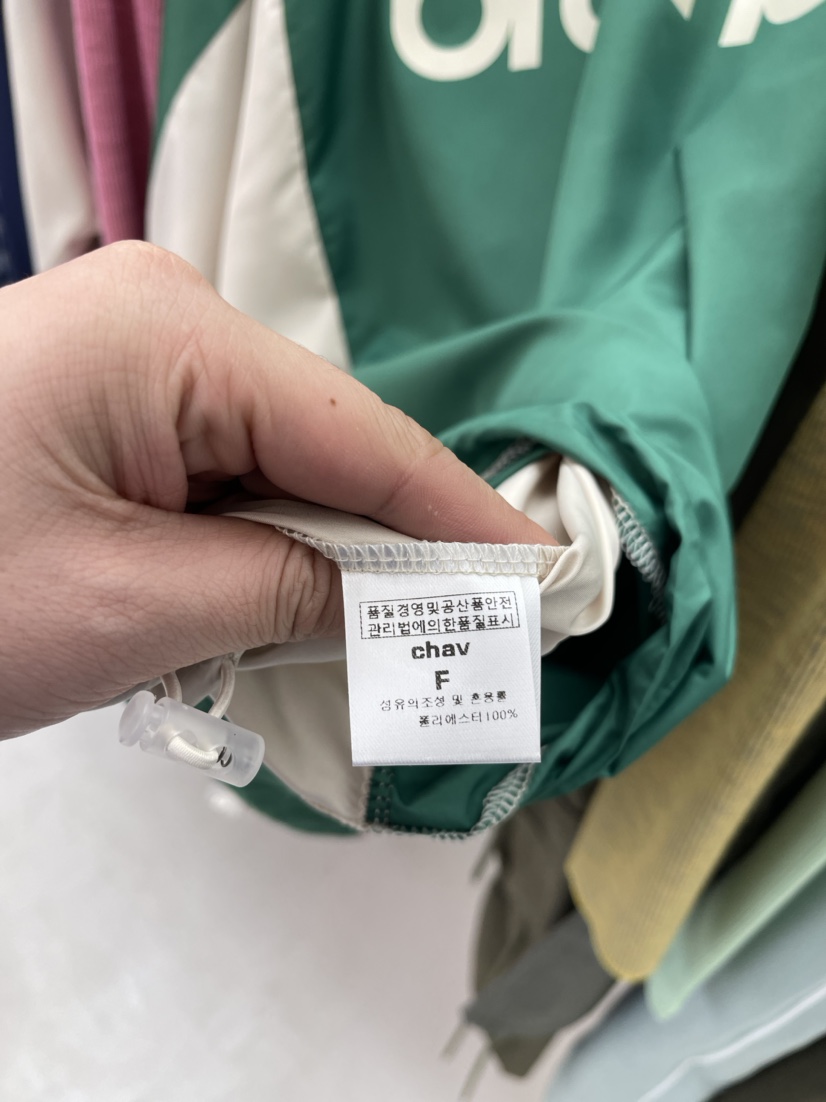 품질경영및공산품안전
관리법에의한품질표시
chav
F
섬유의조성 및 혼용률
폴리에스터100%